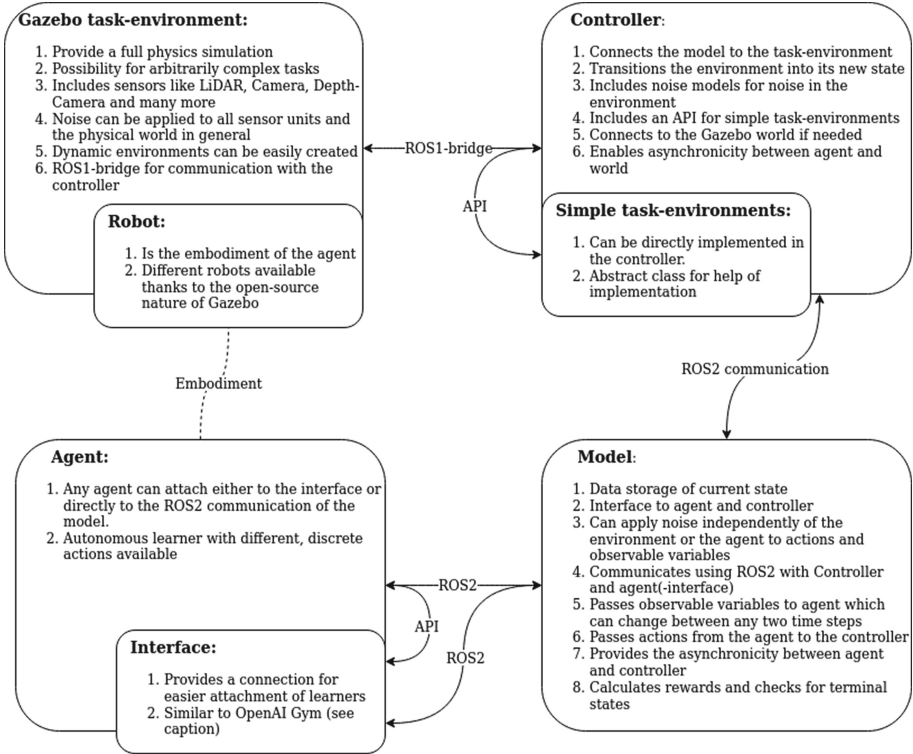 Gazebo task-environment:
1. Provide a full physics simulation
2. Possibility for arbitrarily complex tasks
3. Includes sensors like LiDAR, Camera, Depth-
Camera and many more
4. Noise can be applied to all sensor units and
the physical world in general
5. Dynamic environments can be easily created
6. ROS1-bridge for communication with the
controller
Robot:
1. Is the embodiment of the agent
2. Different robots available
thanks to the open-source
nature of Gazebo
ROS1-bridge
API
Controller:
1. Connects the model to the task-environment
2. Transitions the environment into its new state
3. Includes noise models for noise in the
environment
4. Includes an API for simple task-environments
5. Connects to the Gazebo world if needed
6. Enables asynchronicity between agent and
world
Simple task-environments:
1. Can be directly implemented in
the controller.
2. Abstract class for help of
implementation
Embodiment
ROS2 communication
Agent:
1. Any agent can attach either to the interface or
directly to the ROS2 communication of the
model.
2. Autonomous learner with different, discrete
actions available
Interface:
1. Provides a connection for
easier attachment of learners
2. Similar to OpenAI Gym (see
caption)
ROS2
API
ROS2
Model:
1. Data storage of current state
2. Interface to agent and controller
3. Can apply noise independently of the
environment or the agent to actions and
observable variables
4. Communicates using ROS2 with Controller
and agent(-interface)
5. Passes observable variables to agent which
can change between any two time steps
6. Passes actions from the agent to the controller
7. Provides the asynchronicity between agent
and controller
8. Calculates rewards and checks for terminal
states